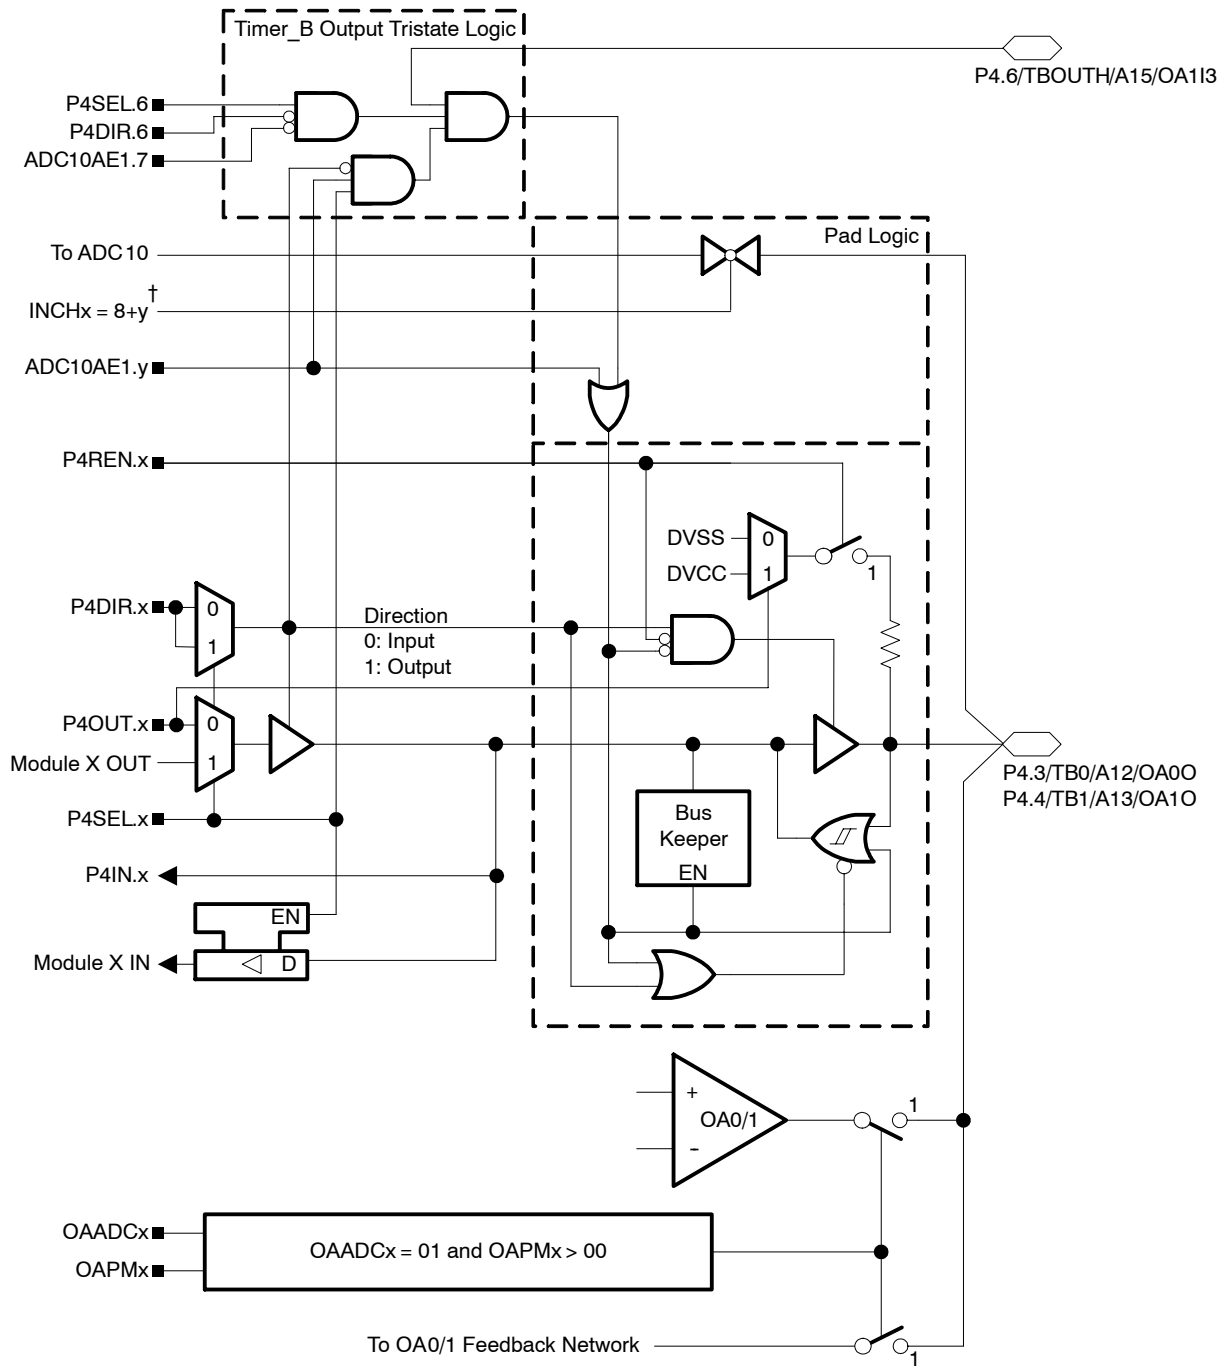 Timer_B Output Tristate Logic
P4.6/TBOUTH/A15/OA1I3
P4SEL.6
P4DIR.6
ADC10AE1.7
Pad Logic
To ADC10
INCHx = 8+y†
ADC10AE1.y
P4REN.x
DVSS
0
DVCC
1
1
P4DIR.x
0
1
Direction
0: Input
1: Output
P4OUT.x
0
Module X OUT
1
P4.3/TB0/A12/OA0O
P4.4/TB1/A13/OA1O
P4SEL.x
Bus
Keeper
EN
P4IN.x
EN
Module X IN
D
+
OA0/1
-
1
OAADCx
OAPMx
OAADCx = 01 and OAPMx > 00
To OA0/1 Feedback Network
1